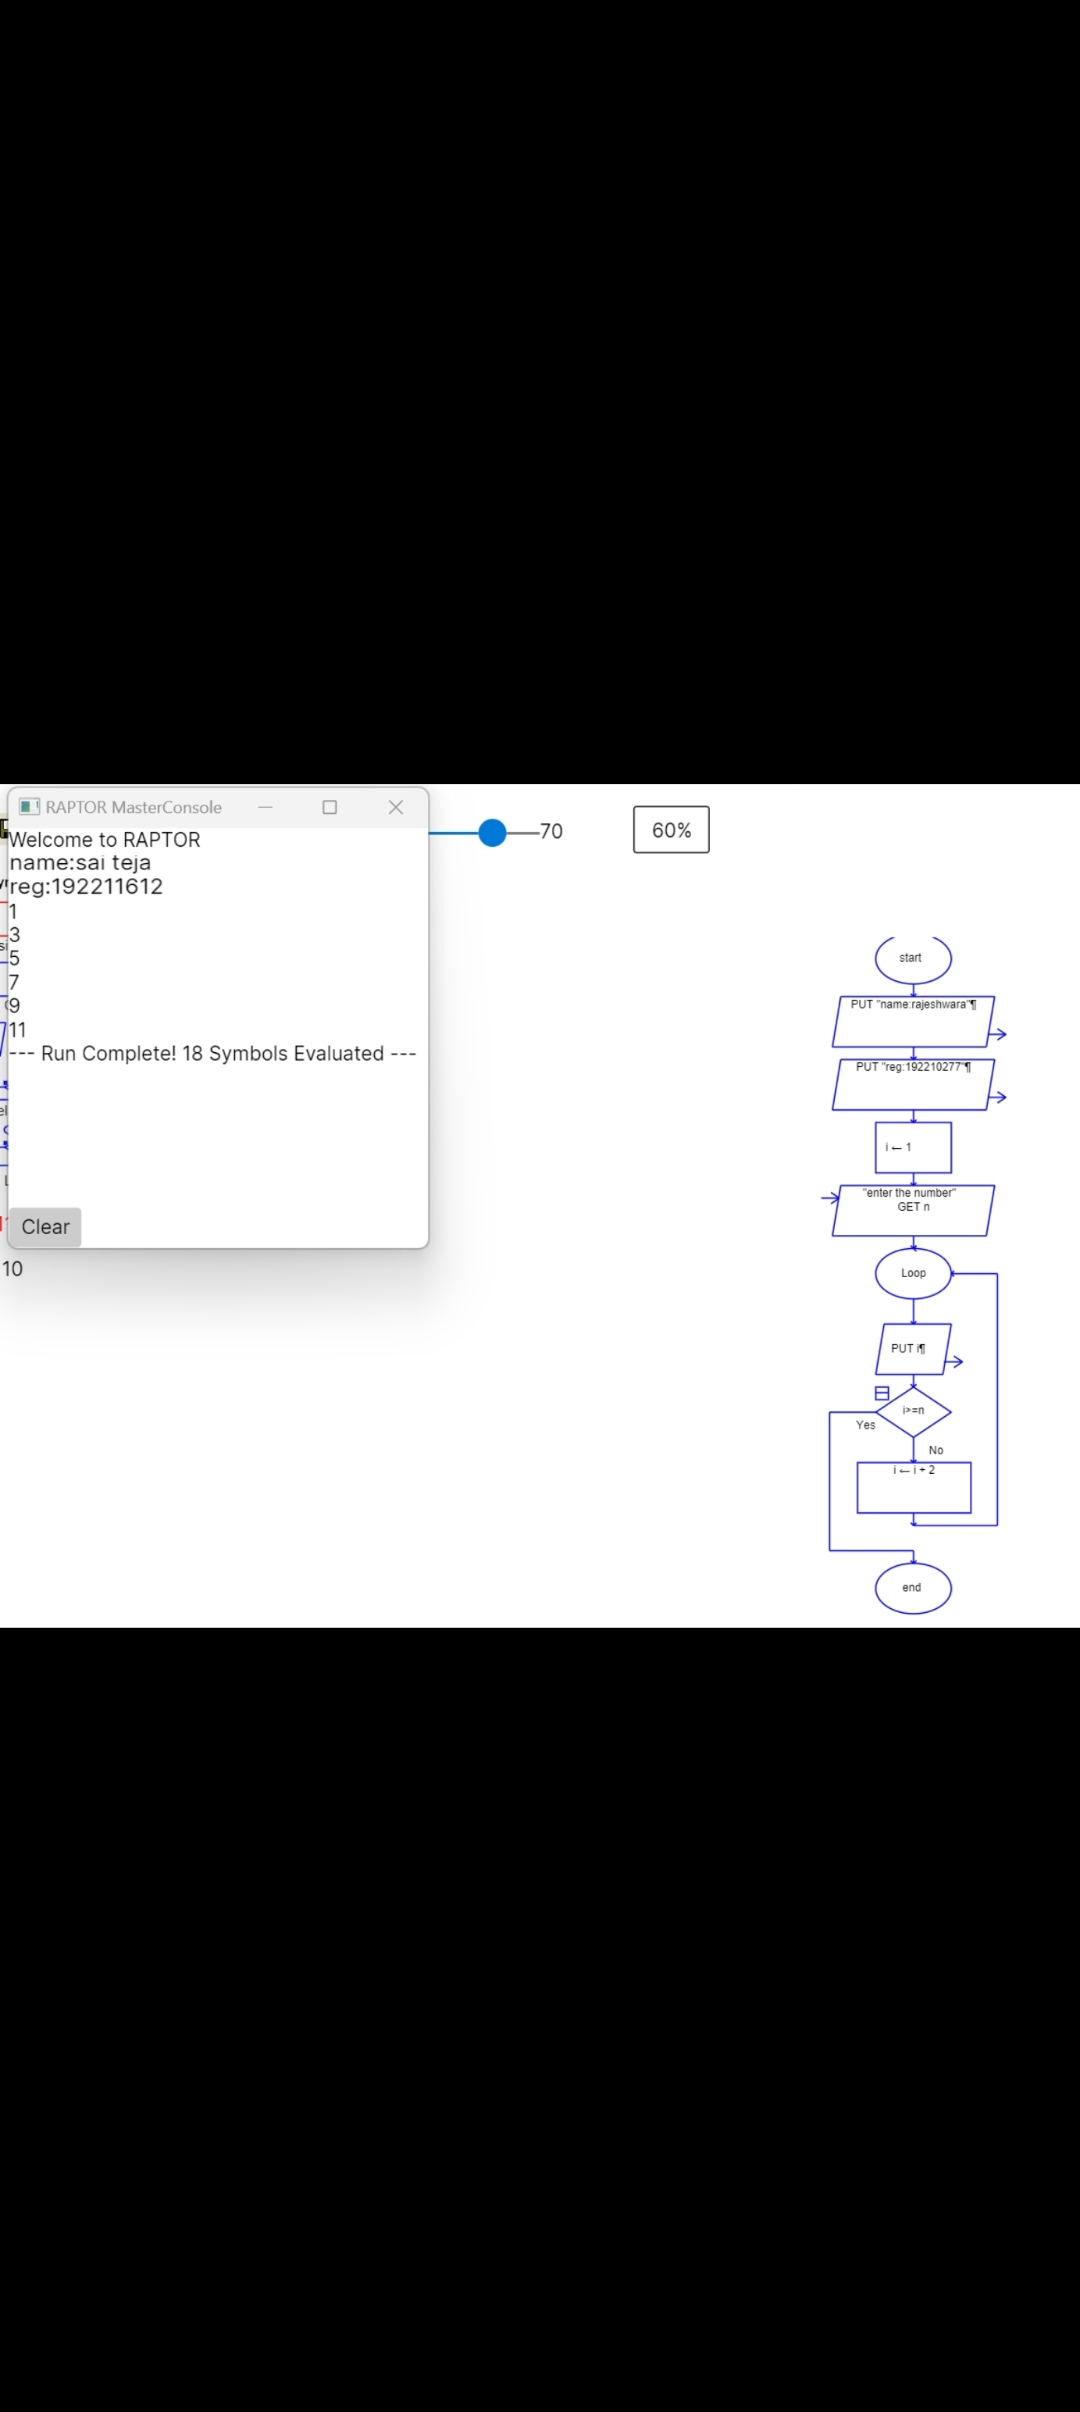 RAPTOR MasterConsole
Welcome to RAPTOR
name:sai teja
reg:192211612
1
3
5
7
9
11
--- Run Complete! 18 Symbols Evaluated ---
Clear
10
70
60%
start
PUT "name:rajeshwara"¶
PUT "reg:192210277"¶
i ← 1
"enter the number"
GET n
Loop
PUT i¶
i>=n
Yes
No
i ← i + 2
end